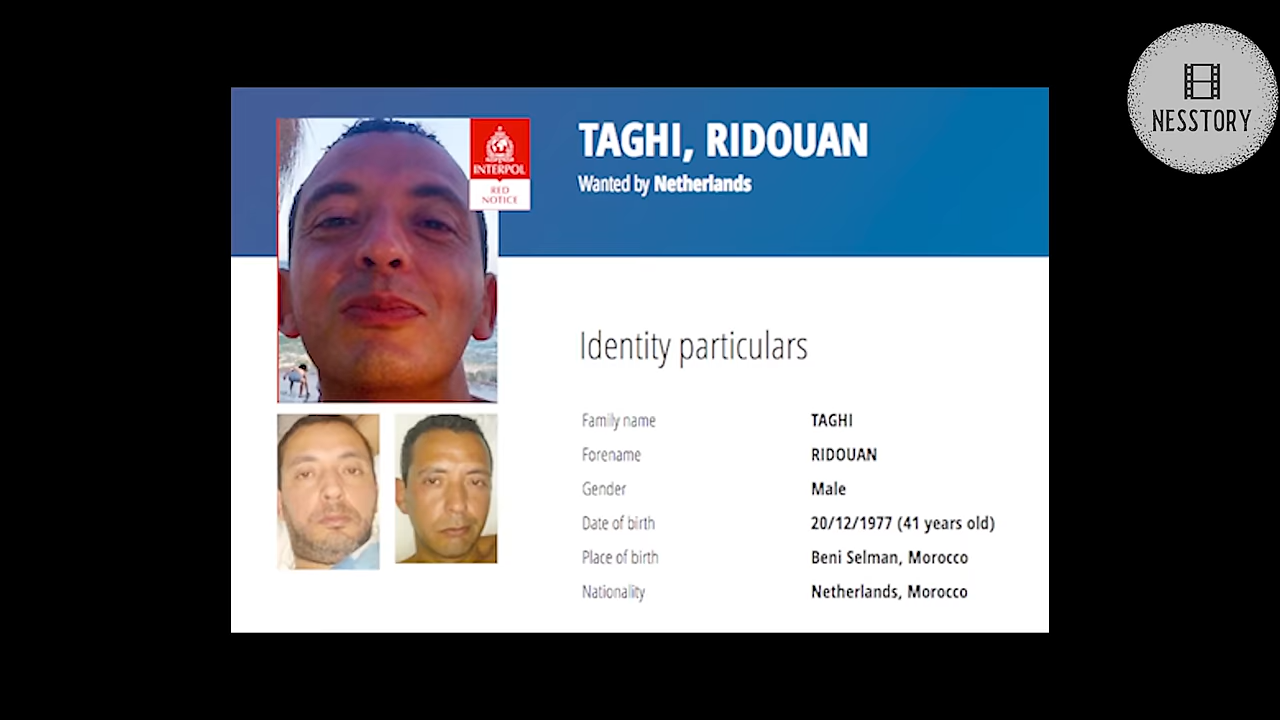 NESSTORY
INTERPOL
RED
NOTICE
TAGHI, RIDOUAN
Wanted by Netherlands
Identity particulars
Family name TAGHI
Forename RIDOUAN
Gender Male
Date of birth 20/12/1977 (41 years old)
Place of birth Beni Selman, Morocco
Nationality Netherlands, Morocco